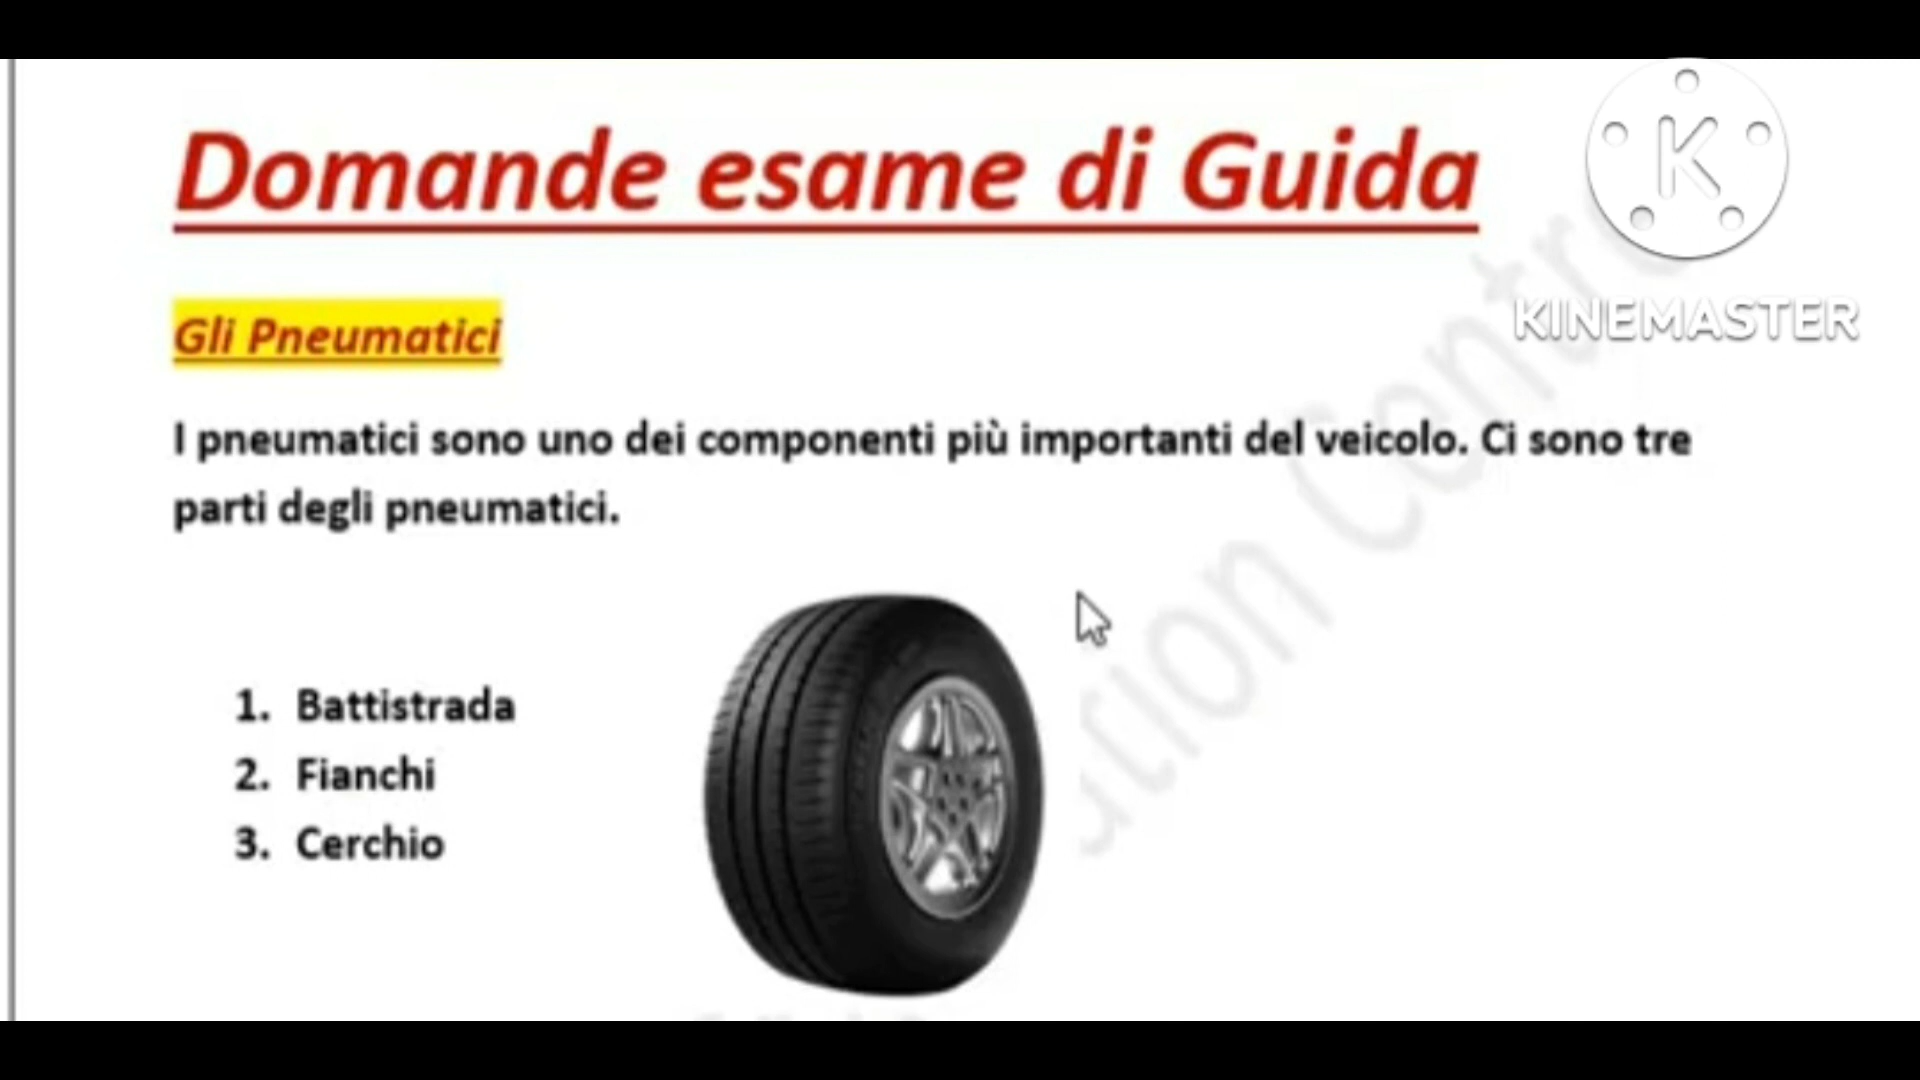 Domande esame di Guida
K
KINEMASTER
Gli Pneumatici
I pneumatici sono uno dei componenti più importanti del veicolo. Ci sono tre
parti degli pneumatici.
1. Battistrada
2. Fianchi
3. Cerchio